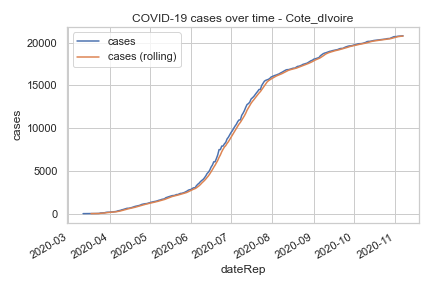 COVID-19 cases over time - Cote_dIvoire
cases
cases (rolling)
20000
15000
10000
5000
0
cases
2020-03
2020-04
2020-05
2020-06
2020-07
2020-08
2020-09
2020-10
2020-11
dateRep